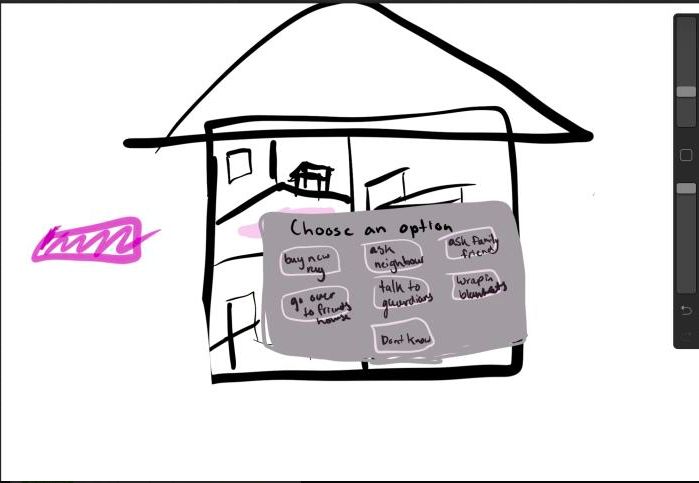 Choose an option
buy new
rug
ask
neighbour
ask family
friend
go over
to friends
house
talk to
guardians
wrap in
blankets
Dont know